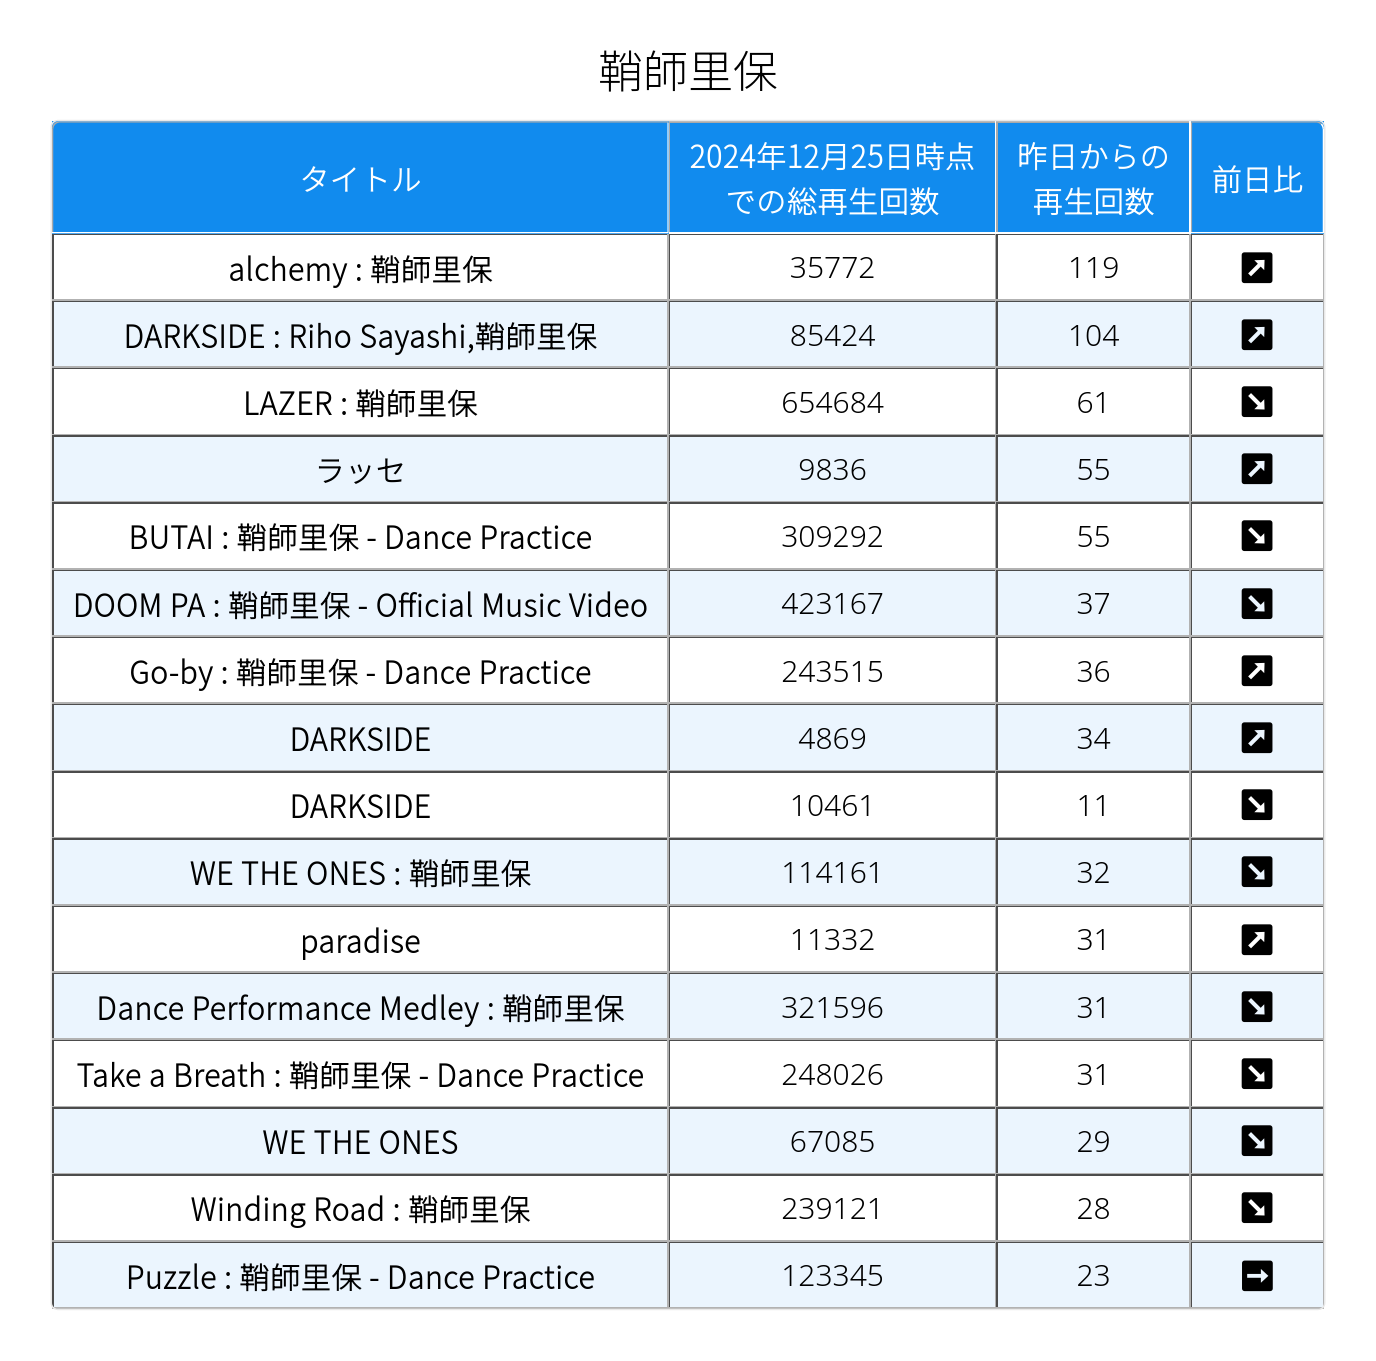 鞘師里保
タイトル 2024年12月25日時点での総再生回数 昨日からの再生回数 前日比
alchemy : 鞘師里保 35772 119 ↗
DARKSIDE : Riho Sayashi,鞘師里保 85424 104 ↗
LAZER : 鞘師里保 654684 61 ↘
ラッセ 9836 55 ↗
BUTAI : 鞘師里保 - Dance Practice 309292 55 ↘
DOOM PA : 鞘師里保 - Official Music Video 423167 37 ↘
Go-by : 鞘師里保 - Dance Practice 243515 36 ↗
DARKSIDE 4869 34 ↗
DARKSIDE 10461 11 ↘
WE THE ONES : 鞘師里保 114161 32 ↘
paradise 11332 31 ↗
Dance Performance Medley : 鞘師里保 321596 31 ↘
Take a Breath : 鞘師里保 - Dance Practice 248026 31 ↘
WE THE ONES 67085 29 ↘
Winding Road : 鞘師里保 239121 28 ↘
Puzzle : 鞘師里保 - Dance Practice 123345 23 →